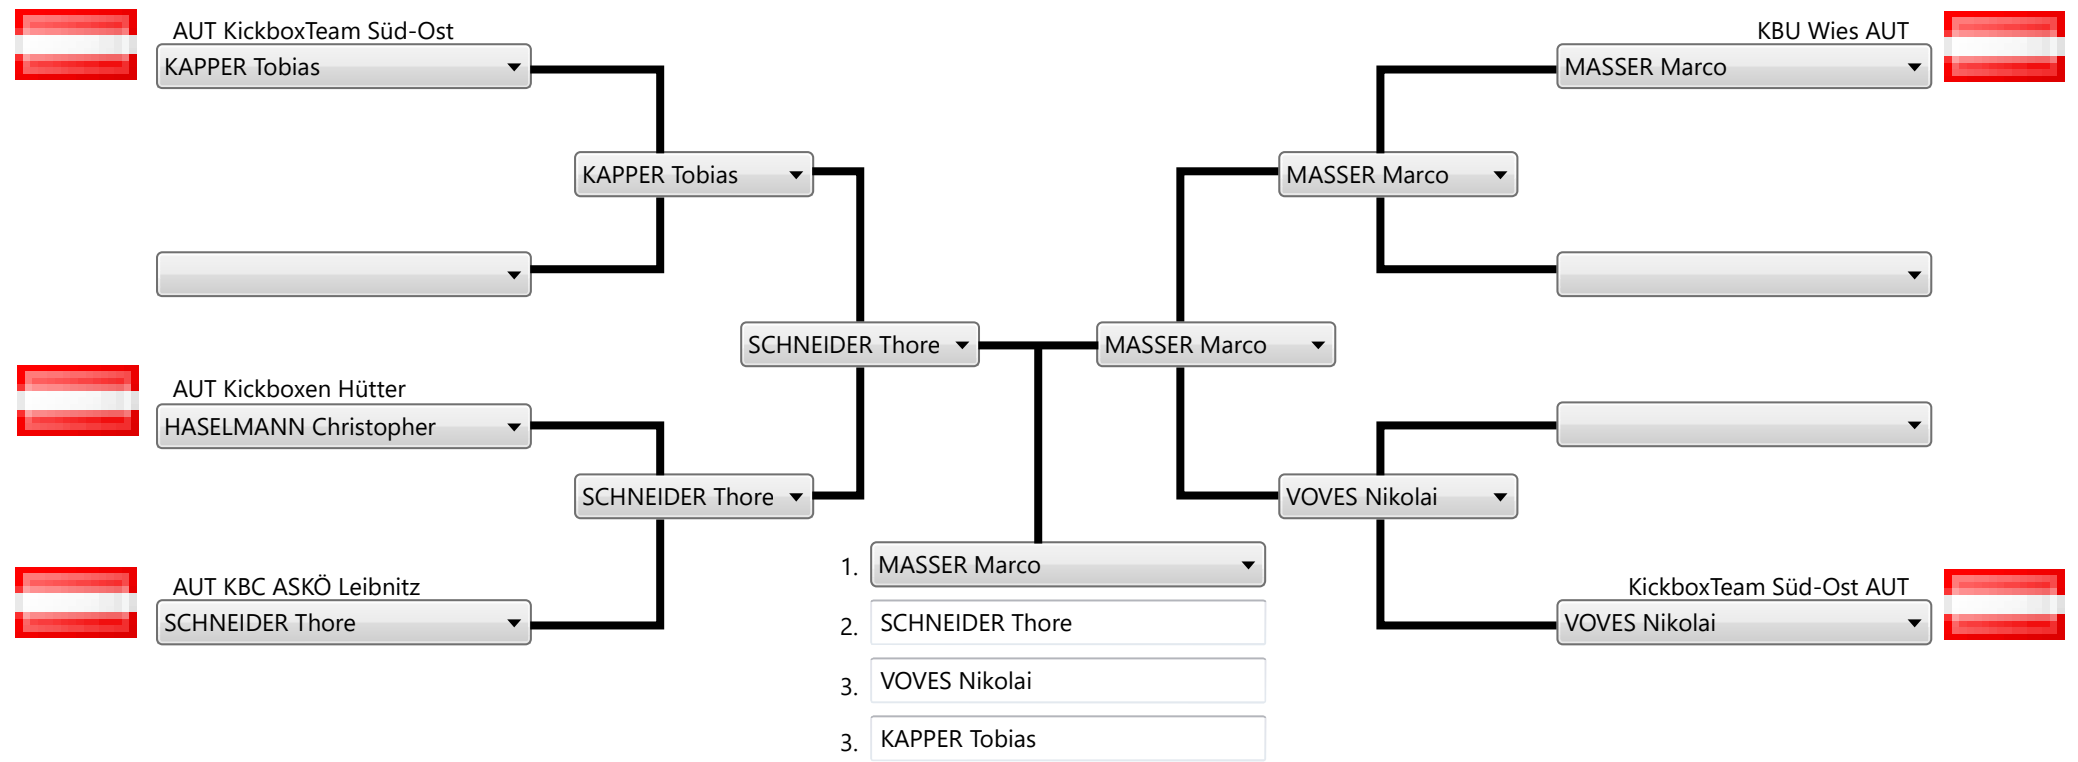 AUT KickboxTeam Süd-Ost
KAPPER Tobias
KBU Wies AUT
MASSER Marco
KAPPER Tobias
MASSER Marco
SCHNEIDER Thore
MASSER Marco
AUT Kickboxen Hütter
HASELMANN Christopher
SCHNEIDER Thore
VOVES Nikolai
AUT KBC ASKÖ Leibnitz
SCHNEIDER Thore
KickboxTeam Süd-Ost AUT
VOVES Nikolai
1. MASSER Marco
2. SCHNEIDER Thore
3. VOVES Nikolai
3. KAPPER Tobias